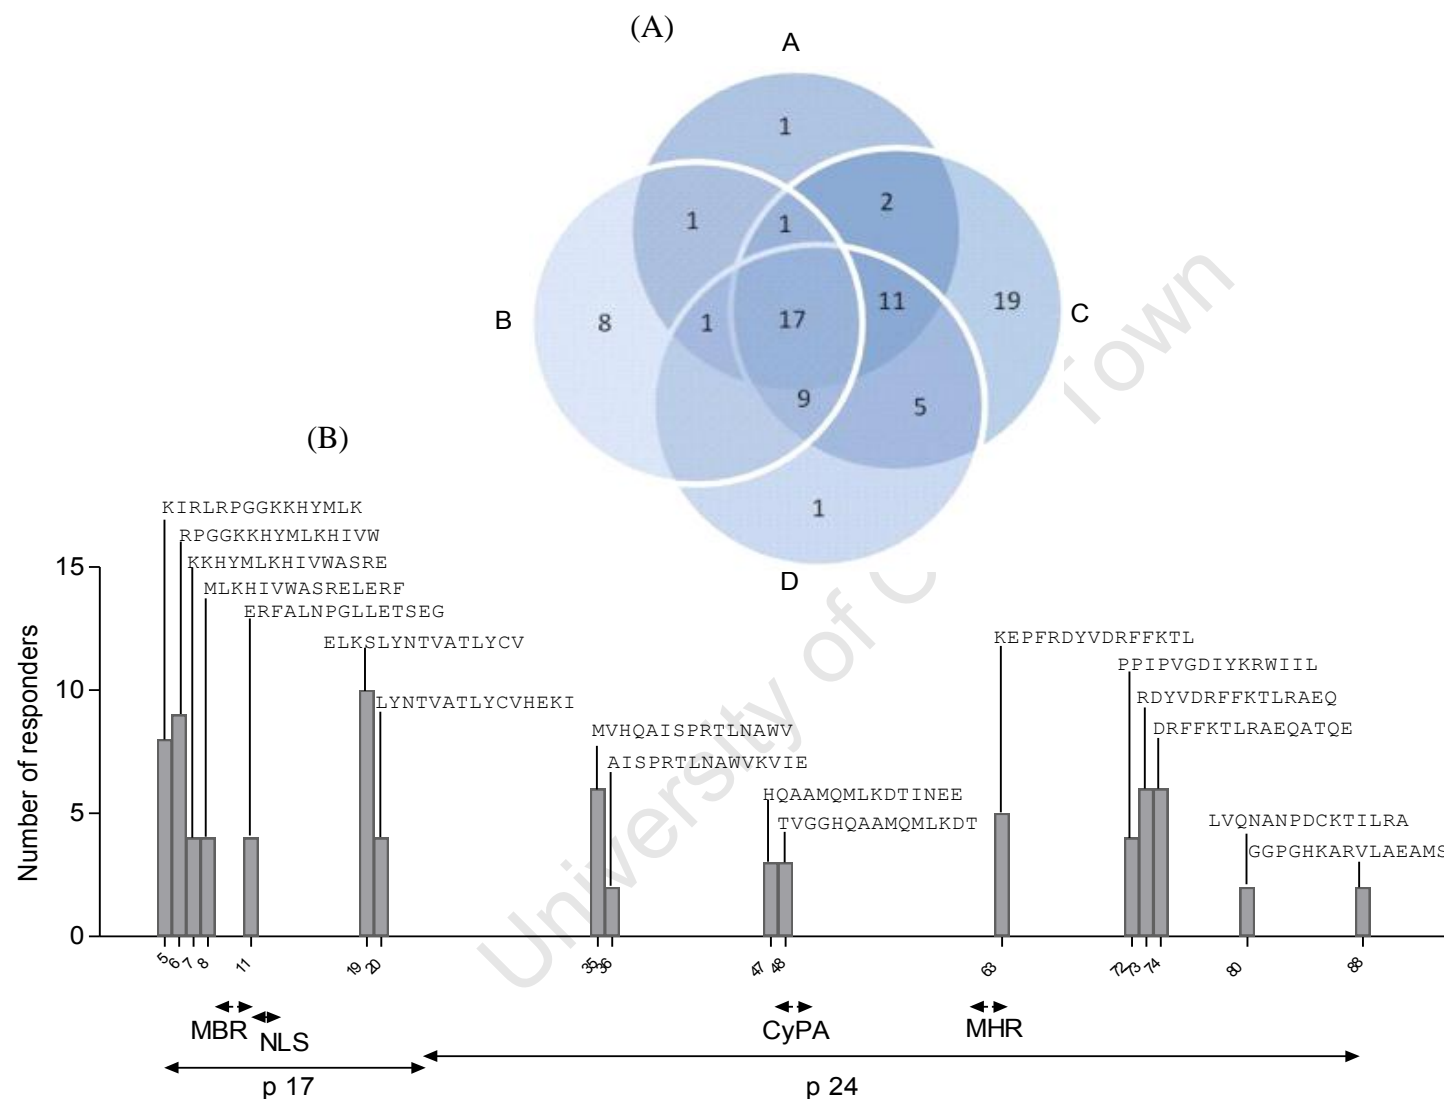 (A)
A
1
1
1
2
B
8
1
17
11
19
C
9
5
1
D
(B)
KIRLRPGGKKHYMLK
RPGGKKHYMLKHIVW
KKHYMLKHIVWASRE
MLKHIVWASRELERF
ERFALNPGLLETSEG
ELKSLYNTVATLYCV
LYNTVATLYCVHEKI
MVHQAISPRTLNAWV
AISPRTLNAWVKVIE
HQAAMQMLKDTINEE
TVGGHQAAMQMLKDT
KEPFRDYVDRFFKTL
PPIPVGDIYKRWIIL
RDYVDRFFKTLRAEQ
DRFFKTLRAEQATQE
LVQNANPDCKTILRA
GGPGHKARVLAEAMS
Number of responders
15
10
5
0
5 6 7 8 11 19 20 35 36 47 48 63 72 73 74 80 88
MBR
NLS
CyPA
MHR
p 17
p 24
University of C Town